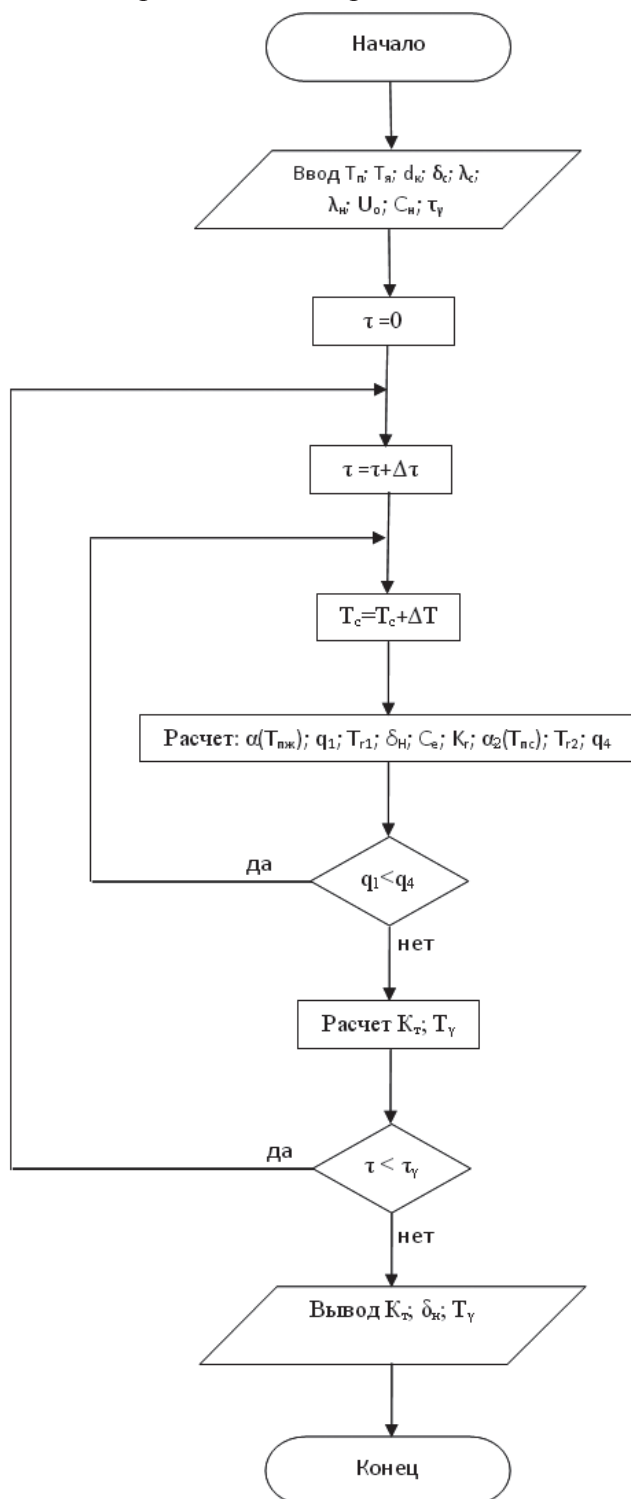 Начало
Ввод Tп; Tя; dк; δс; λс;
λн; Uо; Cн; τγ
τ =0
τ =τ+Δτ
Tс=Tс+ΔT
Расчет: α(Tпж); q1; Tг1; δн; Cе; Kг; α2(Tпс); Tг2; q4
да
q1<q4
нет
Расчет Kт; Tγ
да
τ < τγ
нет
Вывод Kт; δн; Tγ
Конец